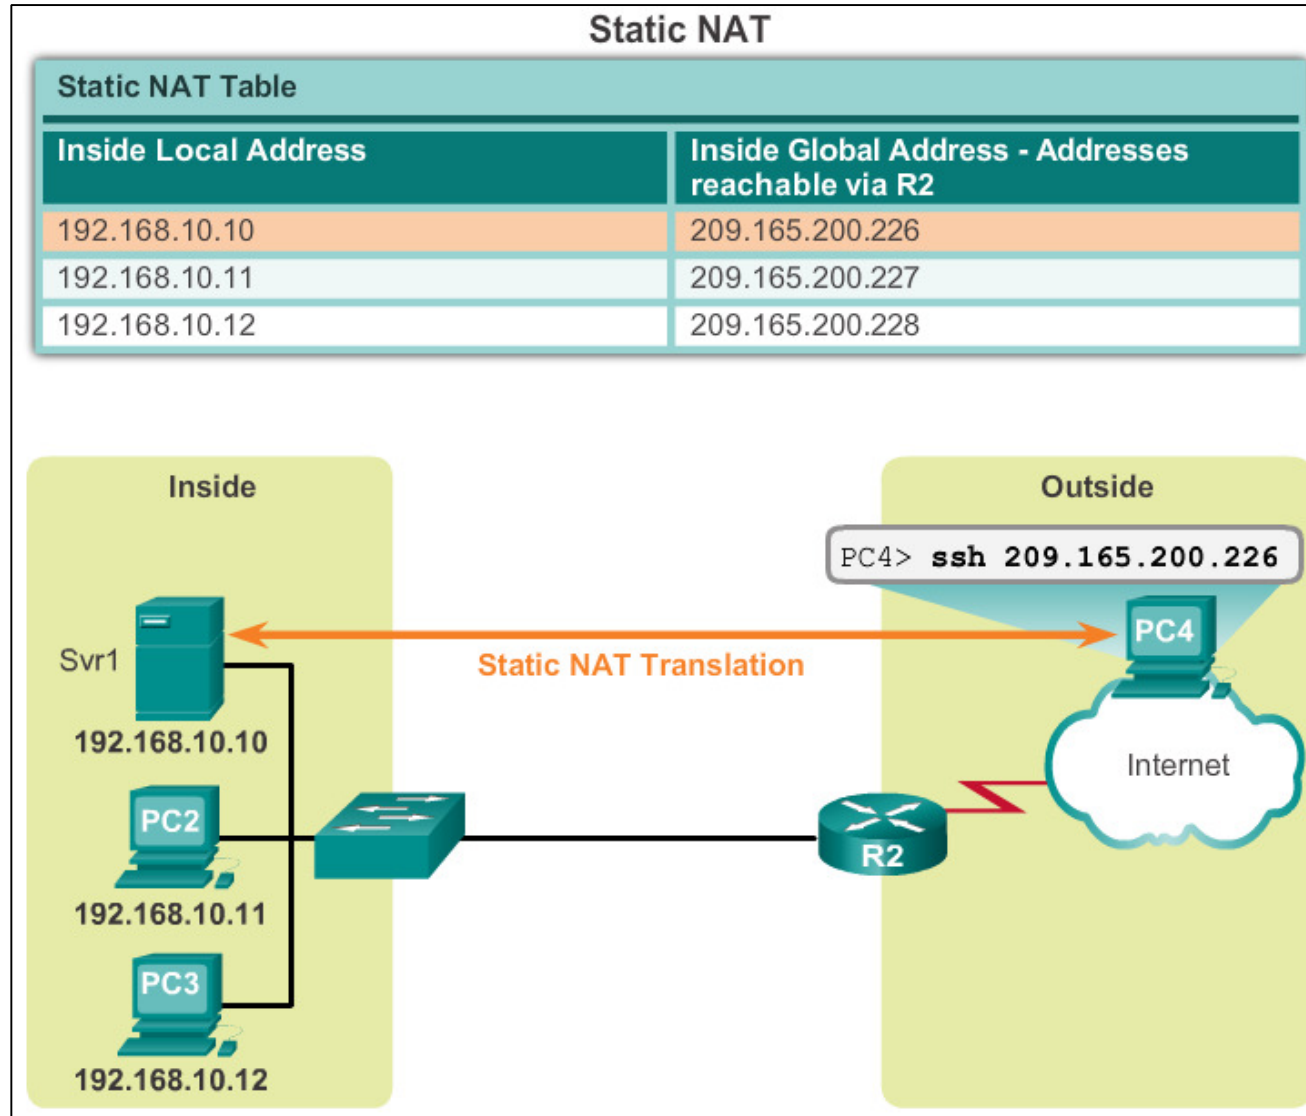 Static NAT
Static NAT Table
Inside Local Address
Inside Global Address - Addresses
reachable via R2
192.168.10.10
209.165.200.226
192.168.10.11
209.165.200.227
192.168.10.12
209.165.200.228
Inside
Outside
PC4> ssh 209.165.200.226
PC4
Svr1
Static NAT Translation
192.168.10.10
Internet
PC2
R2
192.168.10.11
PC3
192.168.10.12